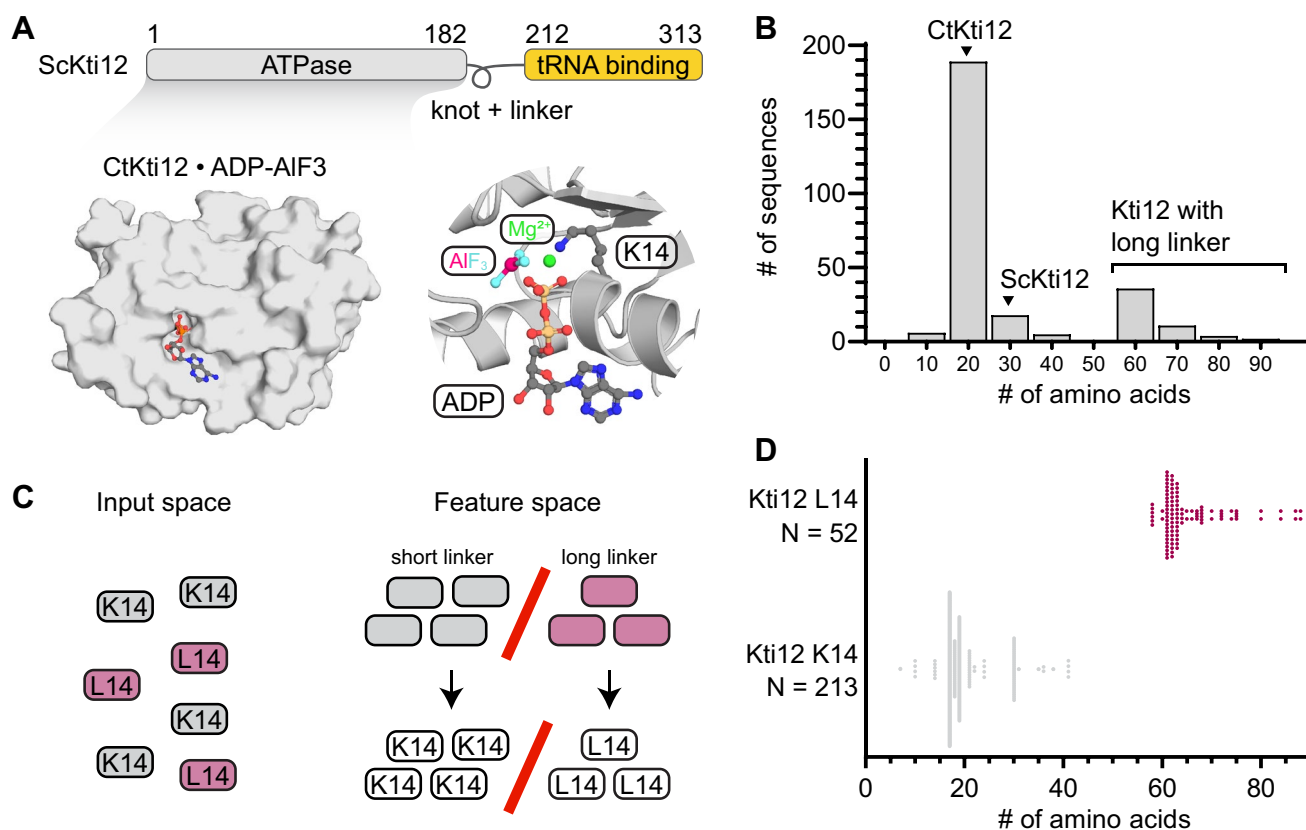 A
1 182 212 313
ScKti12 ATPase tRNA binding
knot + linker
CtKti12 • ADP-AlF3
Mg²⁺
AlF₃
K14
ADP
B
# of sequences
200
150
100
50
0
CtKti12
ScKti12
Kti12 with
long linker
0 10 20 30 40 50 60 70 80 90
# of amino acids
C
Input space
K14
K14
L14
L14
K14
K14
L14
Feature space
short linker long linker
K14 K14 L14
K14 K14 L14 L14
D
Kti12 L14
N = 52
Kti12 K14
N = 213
0 20 40 60 80
# of amino acids